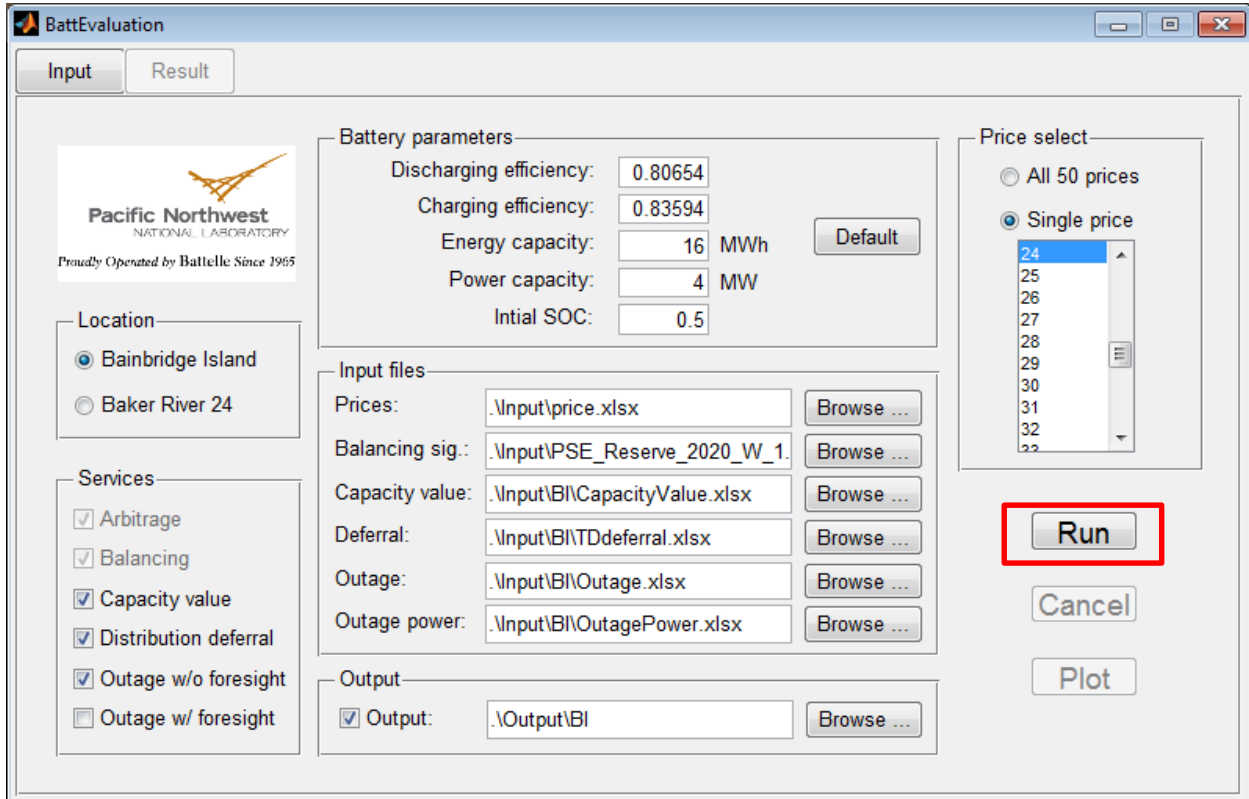 BattEvaluation
Input
Result
Pacific Northwest
NATIONAL LABORATORY
Proudly Operated by Battelle Since 1965
Location
Bainbridge Island
Baker River 24
Services
Arbitrage
Balancing
Capacity value
Distribution deferral
Outage w/o foresight
Outage w/ foresight
Battery parameters
Discharging efficiency: 0.80654
Charging efficiency: 0.83594
Energy capacity: 16 MWh
Power capacity: 4 MW
Intial SOC: 0.5
Default
Input files
Prices: .\Input\price.xlsx Browse ...
Balancing sig.: .\Input\PSE_Reserve_2020_W_1. Browse ...
Capacity value: .\Input\BI\CapacityValue.xlsx Browse ...
Deferral: .\Input\BI\TDdeferral.xlsx Browse ...
Outage: .\Input\BI\Outage.xlsx Browse ...
Outage power: .\Input\BI\OutagePower.xlsx Browse ...
Output
Output: .\Output\BI Browse ...
Price select
All 50 prices
Single price
24
25
26
27
28
29
30
31
32
33
Run
Cancel
Plot